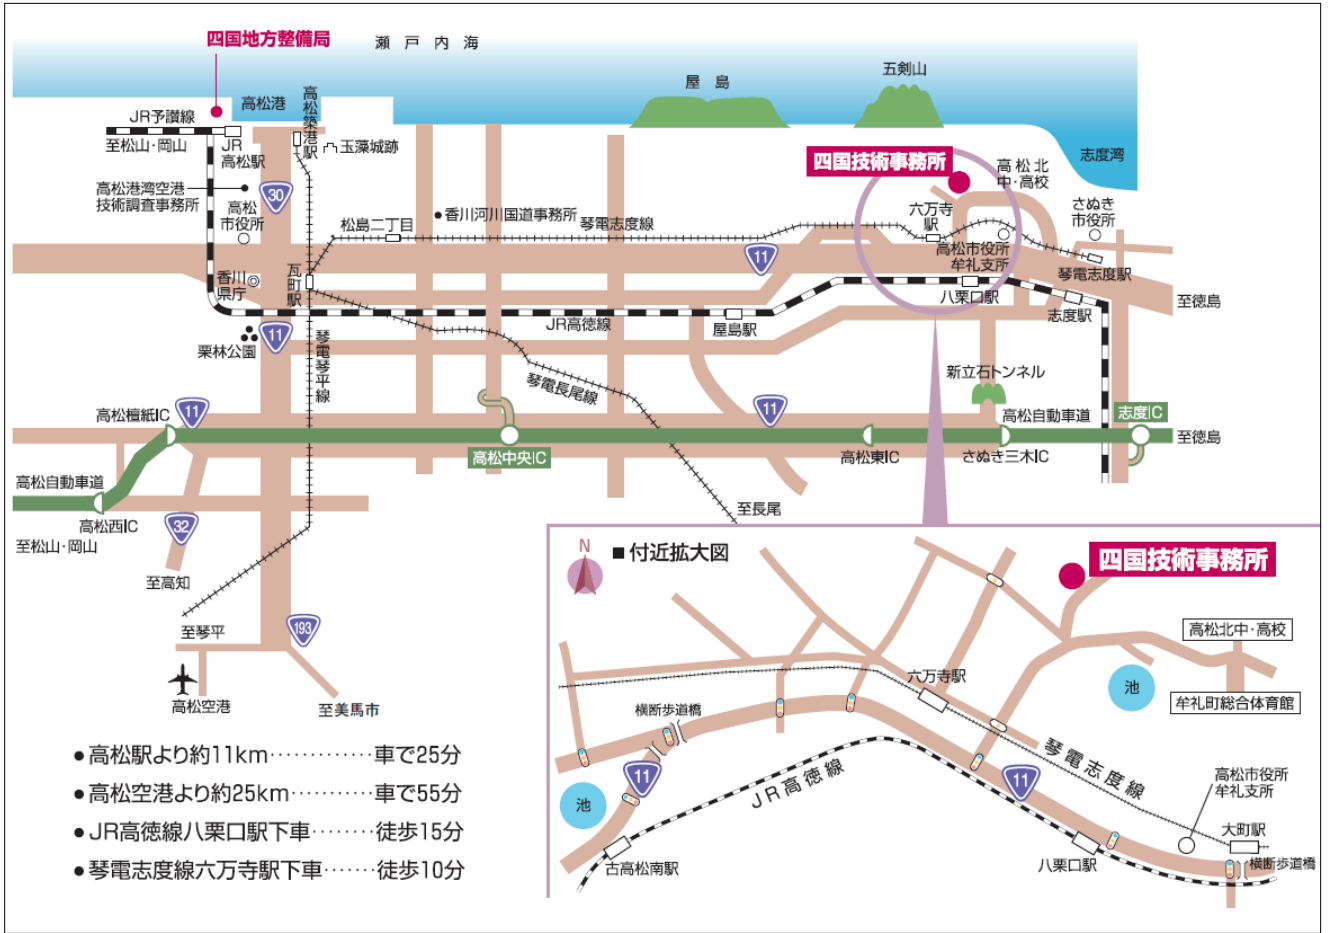 四国地方整備局
瀬戸内海
屋島
五剣山
高松港
高松築港駅
JR予讃線
至松山・岡山
JR
高松駅
玉藻城跡
四国技術事務所
高松北
中・高校
志度湾
高松港湾空港
技術調査事務所
30
高松
市役所
松島二丁目
香川河川国道事務所
琴電志度線
六万寺
駅
さぬき
市役所
11
高松市役所
牟礼支所
琴電志度駅
香川
県庁
瓦町駅
八栗口駅
至徳島
志度駅
JR高徳線
屋島駅
11
栗林公園
琴電琴平線
琴電長尾線
新立石トンネル
高松檀紙IC
11
11
高松自動車道
志度IC
至徳島
高松中央IC
高松東IC
さぬき三木IC
高松自動車道
高松西IC
32
至松山・岡山
至長尾
至高知
至琴平
193
高松空港
至美馬市
N
■付近拡大図
四国技術事務所
高松北中・高校
池
牟礼町総合体育館
六万寺駅
横断歩道橋
11
池
JR高徳線
11
琴電志度線
高松市役所
牟礼支所
大町駅
古高松南駅
八栗口駅
横断歩道橋
●高松駅より約11km…………車で25分
●高松空港より約25km…………車で55分
●JR高徳線八栗口駅下車………徒歩15分
●琴電志度線六万寺駅下車……徒歩10分